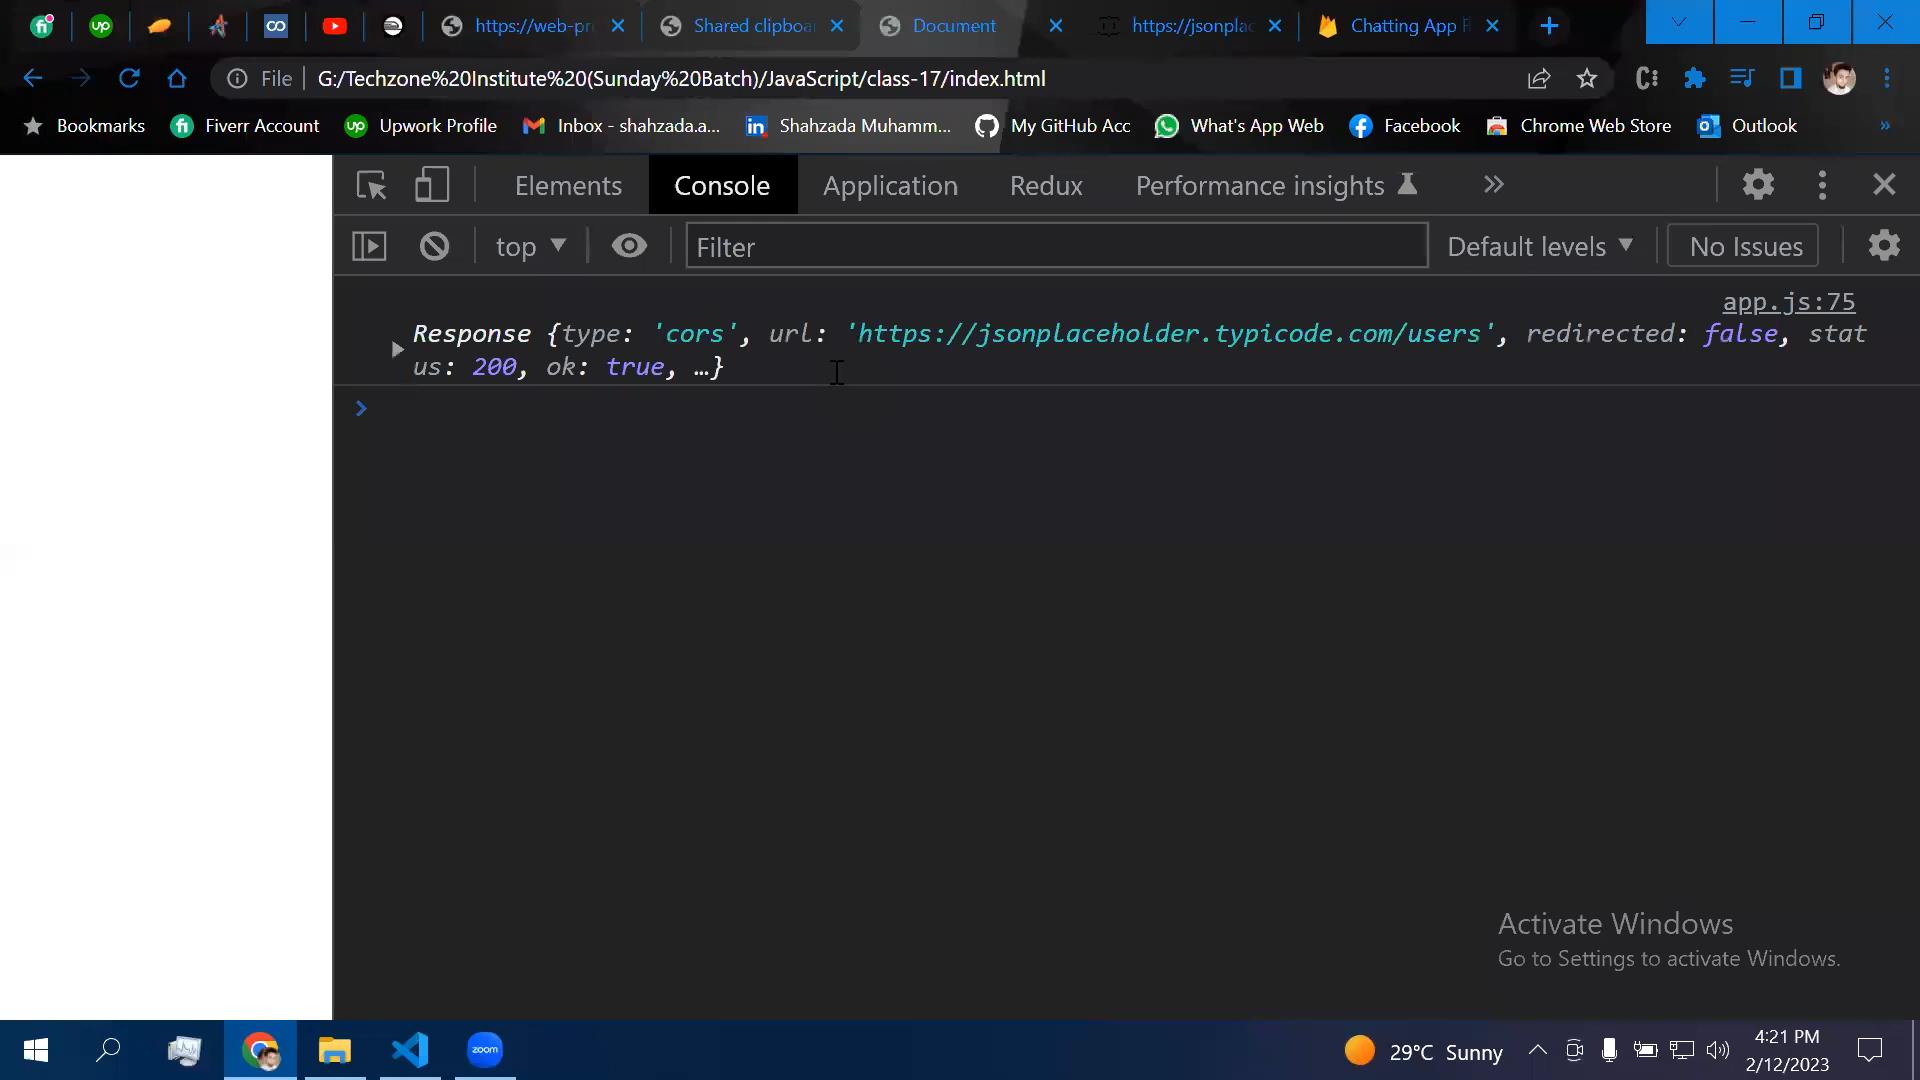 https://web-pr
Shared clipboa
Document
https://jsonplac
Chatting App
File
G:/Techzone%20Institute%20(Sunday%20Batch)/JavaScript/class-17/index.html
Bookmarks
Fiverr Account
Upwork Profile
Inbox - shahzada.a...
Shahzada Muhamm...
My GitHub Acc
What's App Web
Facebook
Chrome Web Store
Outlook
»
Elements
Console
Application
Redux
Performance insights
top
Filter
Default levels
No Issues
app.js:75
Response {type: 'cors', url: 'https://jsonplaceholder.typicode.com/users', redirected: false, stat
us: 200, ok: true, …}
Activate Windows
Go to Settings to activate Windows.
zoom
29°C Sunny
4:21 PM
2/12/2023